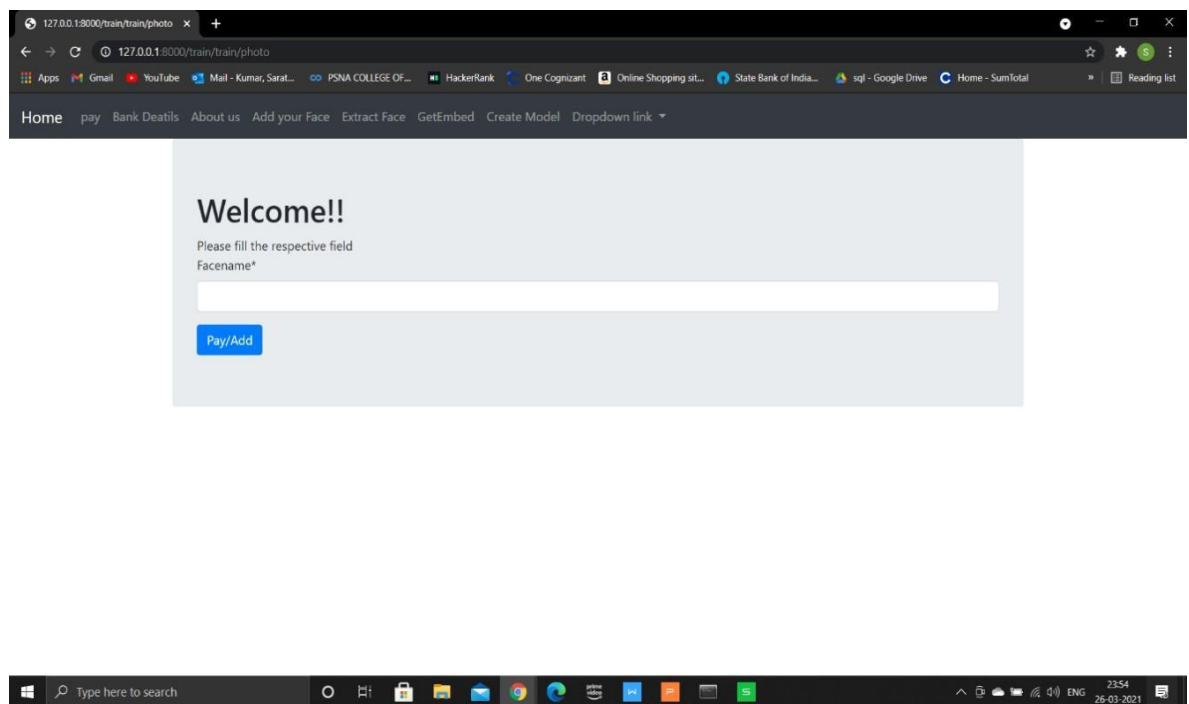 127.0.0.1:8000/train/train/photo
127.0.0.1:8000/train/train/photo
S
Apps Gmail YouTube Mail - Kumar, Sarat... PSNA COLLEGE OF... HackerRank One Cognizant Online Shopping sit... State Bank of India... sql - Google Drive Home - SumTotal » Reading list
Home pay Bank Deatils About us Add your Face Extract Face GetEmbed Create Model Dropdown link
Welcome!!
Please fill the respective field
Facename*
Pay/Add
Type here to search
prime video
ENG
23:54
26-03-2021